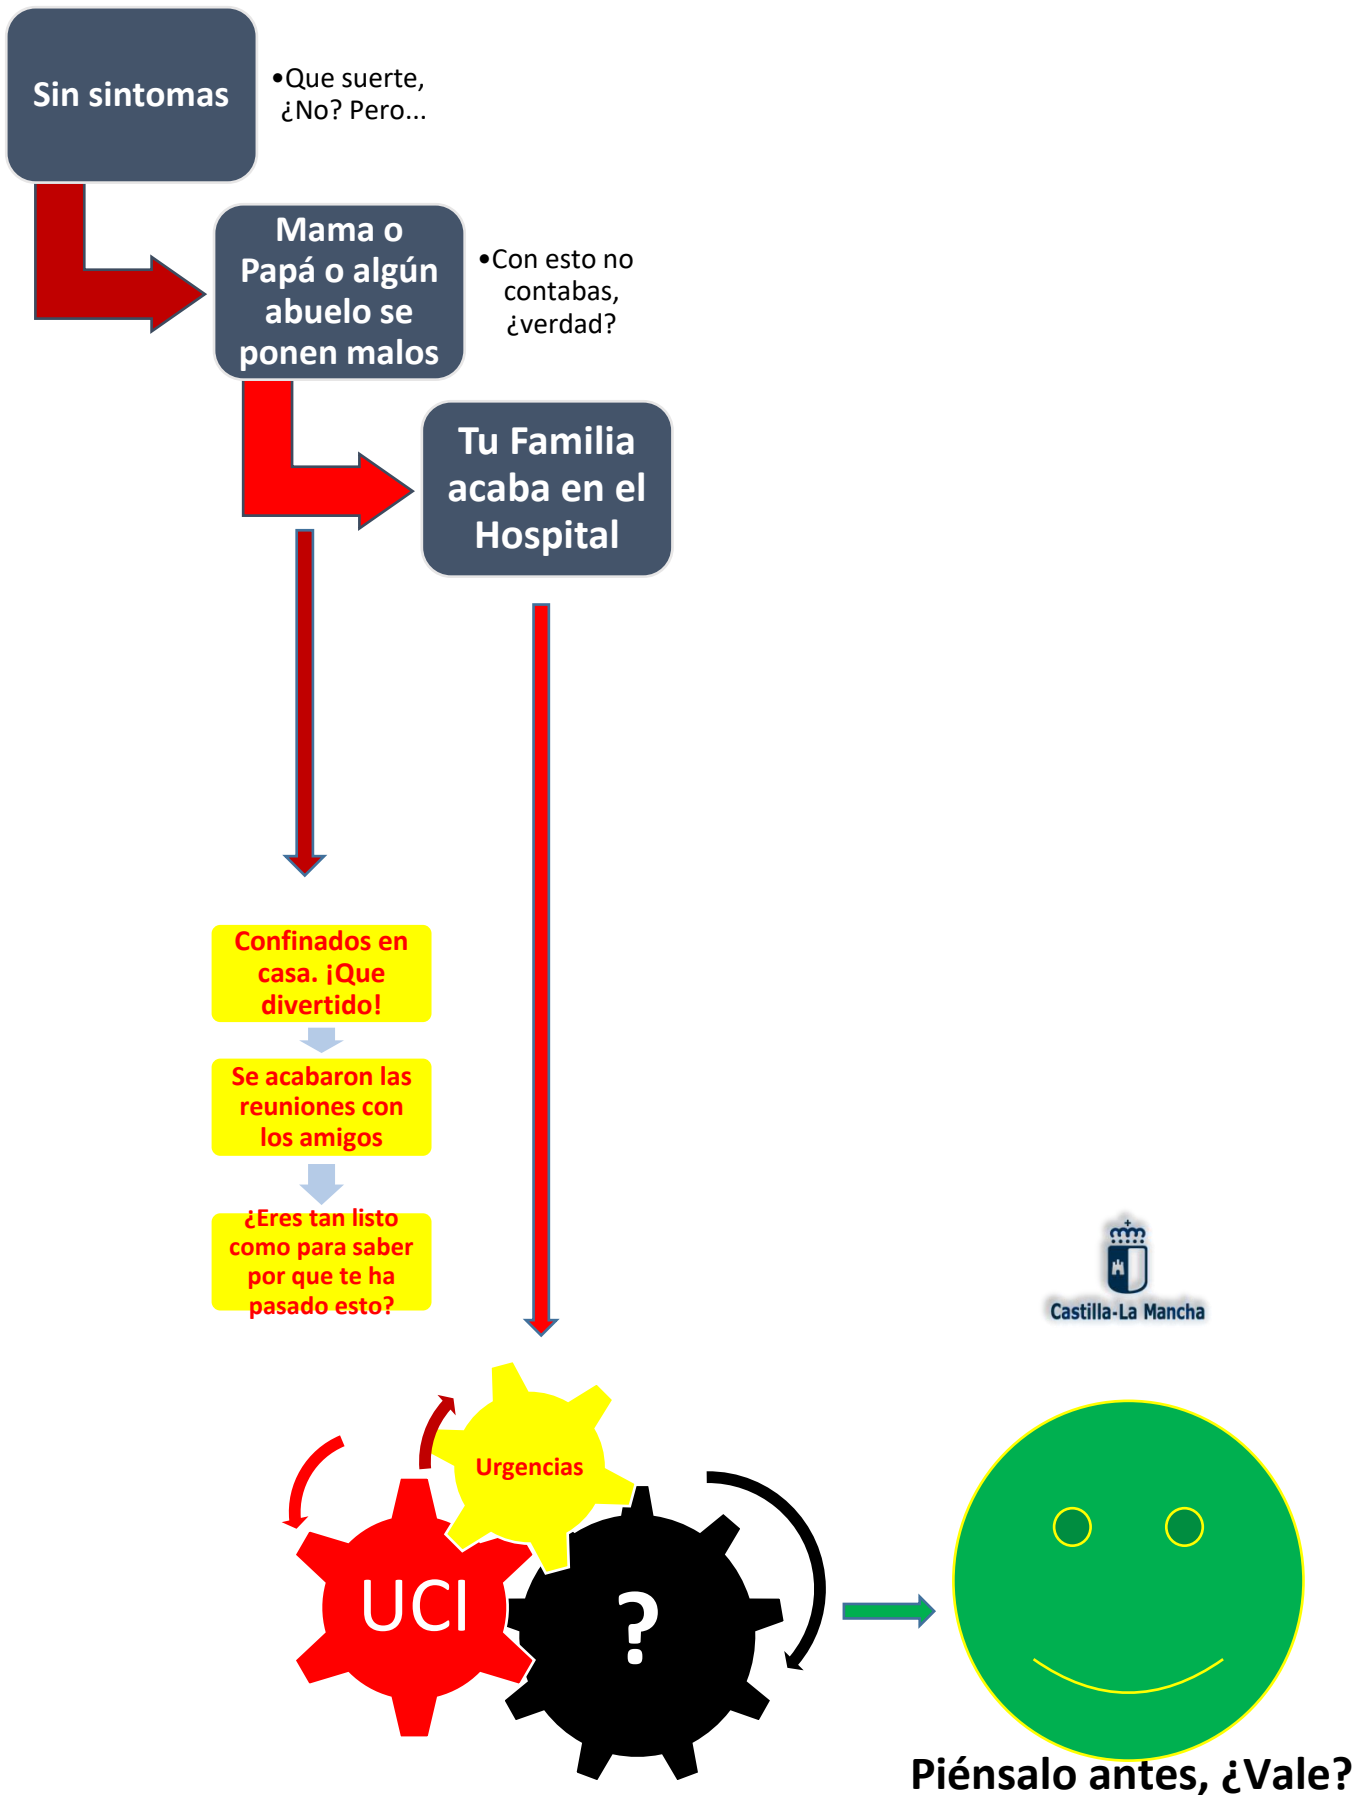 Sin sintomas
•Que suerte,
¿No? Pero...
Mama o
Papá o algún
abuelo se
ponen malos
•Con esto no
contabas,
¿verdad?
Tu Familia
acaba en el
Hospital
Confinados en
casa. ¡Que
divertido!
Se acabaron las
reuniones con
los amigos
¿Eres tan listo
como para saber
por que te ha
pasado esto?
Castilla-La Mancha
Urgencias
UCI
?
Piénsalo antes, ¿Vale?